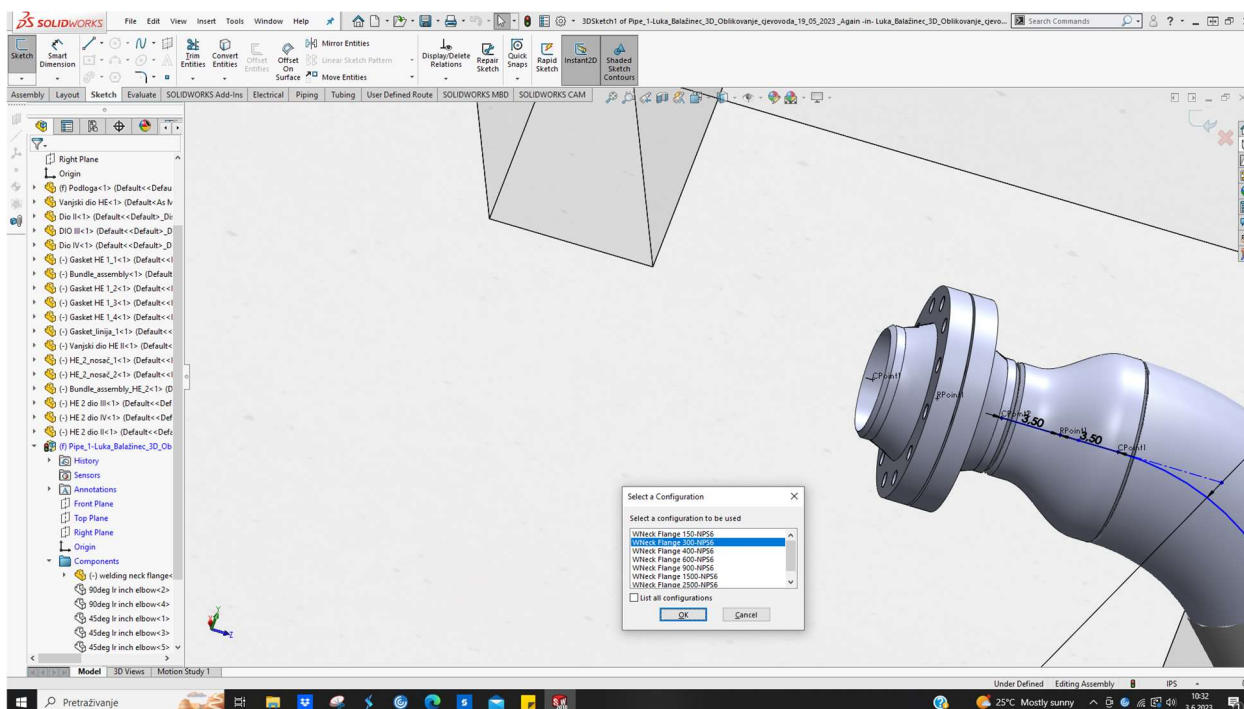 SOLIDWORKS File Edit View Insert Tools Window Help
3DSketch1 of Pipe_1-Luka_Balažinec_3D_Oblikovanje_cjevovoda_19_05_2023 _Again -in- Luka_Balažinec_3D_Oblikovanje_cjevo...
Search Commands
Sketch
Smart Dimension
Trim Entities
Convert Entities
Offset Entities
Offset On Surface
Mirror Entities
Linear Sketch Pattern
Move Entities
Display/Delete Relations
Repair Sketch
Quick Snaps
Rapid Sketch
Instant2D
Shaded Sketch Contours
Assembly Layout Sketch Evaluate SOLIDWORKS Add-Ins Electrical Piping Tubing User Defined Route SOLIDWORKS MBD SOLIDWORKS CAM
Right Plane
Origin
(f) Podloga<1> (Default<<Defau
Vanjski dio HE<1> (Default<As M
Dio II<1> (Default<<Default>_Di
DIO III<1> (Default<<Default>_D
Dio IV<1> (Default<<Default>_D
(-) Gasket HE 1_1<1> (Default<<
(-) Bundle_assembly<1> (Default
(-) Gasket HE 1_2<1> (Default<<
(-) Gasket HE 1_3<1> (Default<<
(-) Gasket HE 1_4<1> (Default<<
(-) Gasket_linija_1<1> (Default<<
(-) Vanjski dio HE II<1> (Default<
(-) HE_2_nosač_1<1> (Default<<
(-) HE_2_nosač_2<1> (Default<<
(-) Bundle_assembly_HE_2<1> (D
(-) HE 2 dio III<1> (Default<<Def
(-) HE 2 dio IV<1> (Default<<Def
(-) HE 2 dio II<1> (Default<<Defa
(f) Pipe_1-Luka_Balažinec_3D_Ob
History
Sensors
Annotations
Front Plane
Top Plane
Right Plane
Origin
Components
(-) welding neck flange<
90deg lr inch elbow<2>
90deg lr inch elbow<4>
45deg lr inch elbow<1>
45deg lr inch elbow<3>
45deg lr inch elbow<5>
CPoint1
RPoint1
CPoint2
3.50
RPoint1
3.50
CPoint1
Y
Z
Select a Configuration
Select a configuration to be used
WNeck Flange 150-NPS6
WNeck Flange 300-NPS6
WNeck Flange 400-NPS6
WNeck Flange 600-NPS6
WNeck Flange 900-NPS6
WNeck Flange 1500-NPS6
WNeck Flange 2500-NPS6
List all configurations
OK Cancel
Model 3D Views Motion Study 1
Under Defined Editing Assembly IPS
Pretraživanje
25°C Mostly sunny
10:32
3.6.2023.